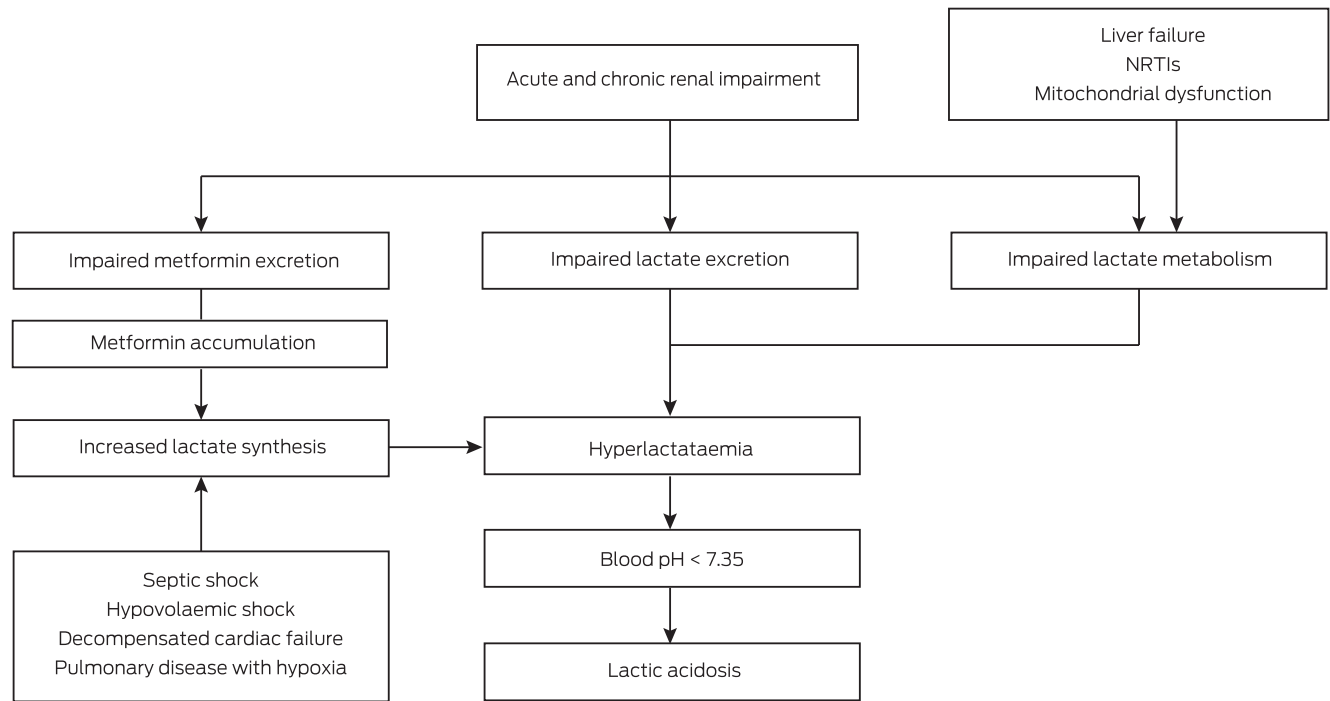 Liver failure
NRTIs
Mitochondrial dysfunction
Acute and chronic renal impairment
Impaired metformin excretion
Impaired lactate excretion
Impaired lactate metabolism
Metformin accumulation
Increased lactate synthesis
Hyperlactataemia
Blood pH < 7.35
Septic shock
Hypovolaemic shock
Decompensated cardiac failure
Pulmonary disease with hypoxia
Lactic acidosis